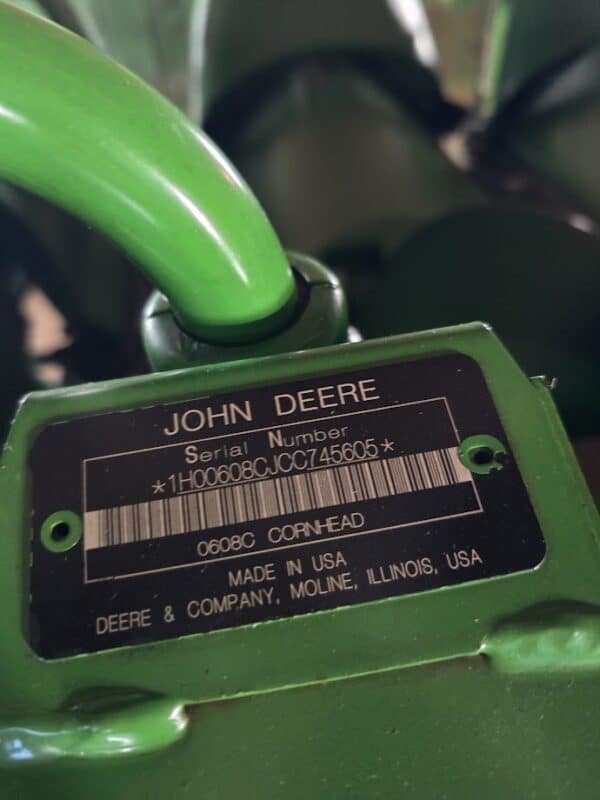 JOHN DEERE
Serial Number
*1H00608CJCC745605*
0608C CORNHEAD
MADE IN USA
DEERE & COMPANY, MOLINE, ILLINOIS, USA